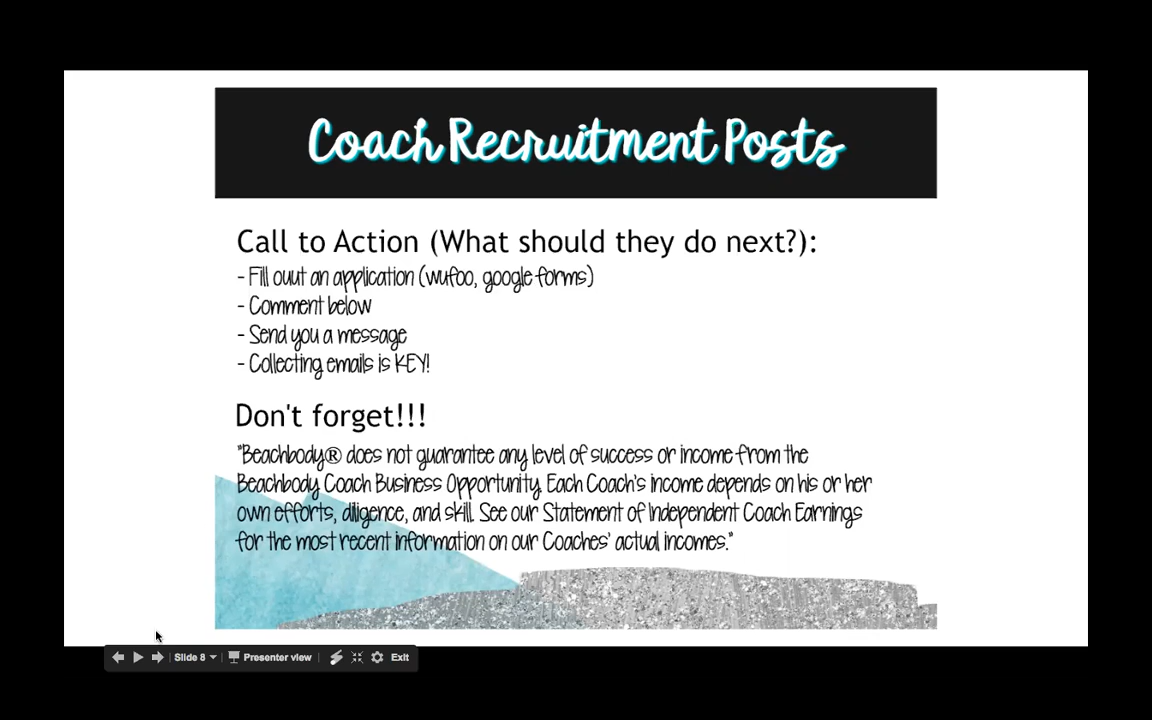 Coach Recruitment Posts
Call to Action (What should they do next?):
- Fill ouut an application (wufoo, google forms)
- Comment below
- Send you a message
- Collecting emails is KEY!
Don't forget!!!
"Beachbody® does not guarantee any level of success or income from the
Beachbody Coach Business Opportunity. Each Coach's income depends on his or her
own efforts, diligence, and skill. See our Statement of Independent Coach Earnings
for the most recent information on our Coaches' actual incomes."
Slide 8
Presenter view
Exit